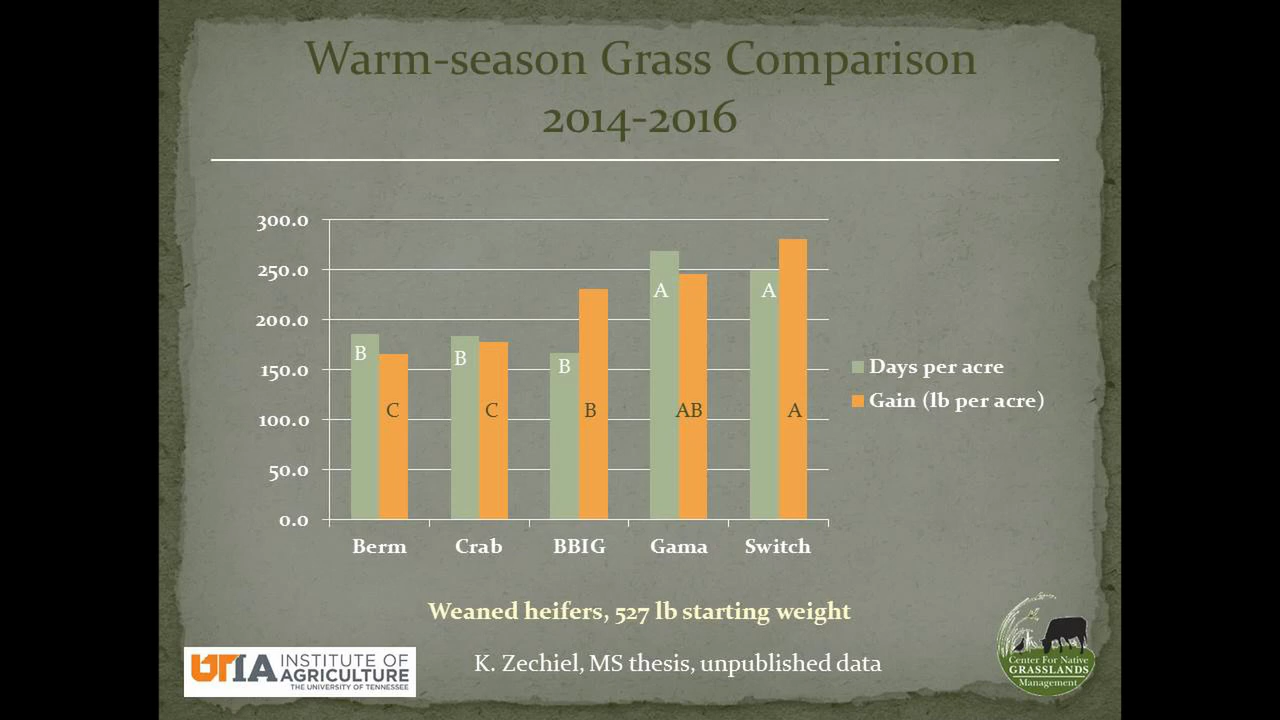 Warm-season Grass Comparison
2014-2016
300.0
250.0
200.0
150.0
100.0
50.0
0.0
B
C
B
C
B
B
A
AB
A
A
Berm
Crab
BBIG
Gama
Switch
Days per acre
Gain (lb per acre)
Weaned heifers, 527 lb starting weight
K. Zechiel, MS thesis, unpublished data
UTIA INSTITUTE OF
AGRICULTURE
THE UNIVERSITY OF TENNESSEE
Center For Native
GRASSLANDS
Management